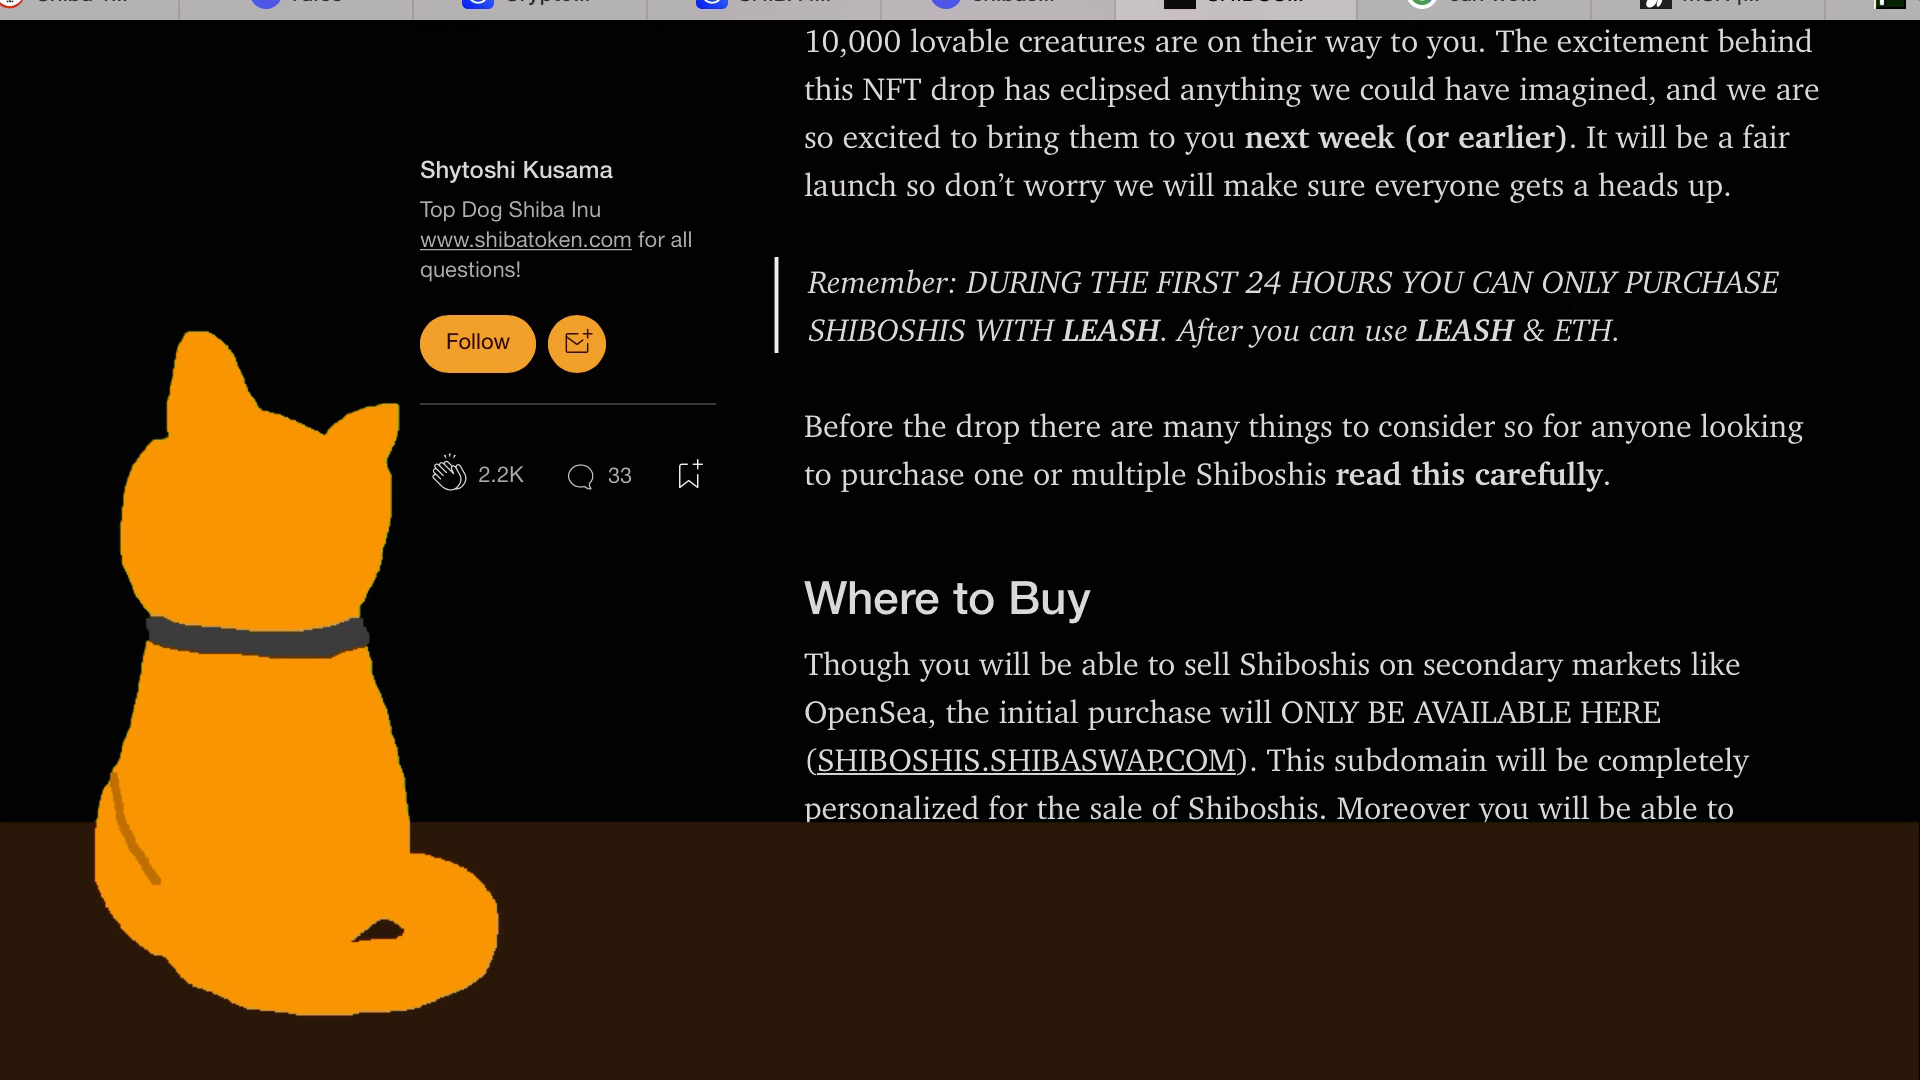 10,000 lovable creatures are on their way to you. The excitement behind
this NFT drop has eclipsed anything we could have imagined, and we are
so excited to bring them to you next week (or earlier). It will be a fair
launch so don’t worry we will make sure everyone gets a heads up.
Shytoshi Kusama
Top Dog Shiba Inu
www.shibatoken.com for all
questions!
Follow
2.2K
33
Remember: DURING THE FIRST 24 HOURS YOU CAN ONLY PURCHASE
SHIBOSHIS WITH LEASH. After you can use LEASH & ETH.
Before the drop there are many things to consider so for anyone looking
to purchase one or multiple Shiboshis read this carefully.
Where to Buy
Though you will be able to sell Shiboshis on secondary markets like
OpenSea, the initial purchase will ONLY BE AVAILABLE HERE
(SHIBOSHIS.SHIBASWAP.COM). This subdomain will be completely
personalized for the sale of Shiboshis. Moreover you will be able to